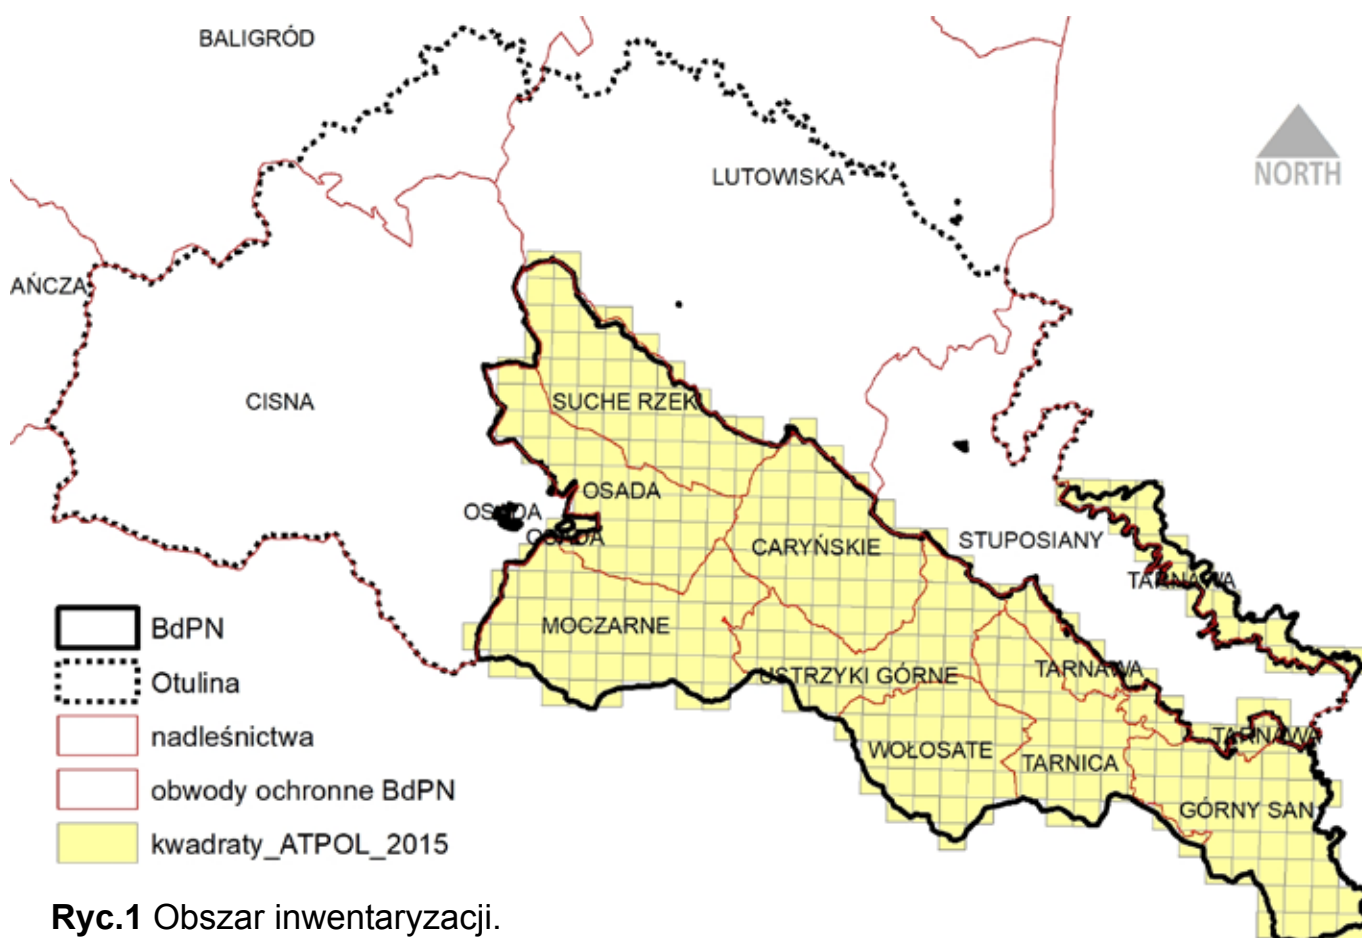 BALIGRÓD
LUTOWISKA
NORTH
AŃCZA
CISNA
SUCHE RZEK
OSADA
OSADA
OSADA
CARYŃSKIE
STUPOSIANY
TARNAWA
MOCZARNE
USTRZYKI GÓRNE
TARNAWA
WOŁOSATE
TARNICA
TARNAWA
GÓRNY SAN
BdPN
Otulina
nadleśnictwa
obwody ochronne BdPN
kwadraty_ATPOL_2015
Ryc.1 Obszar inwentaryzacji.